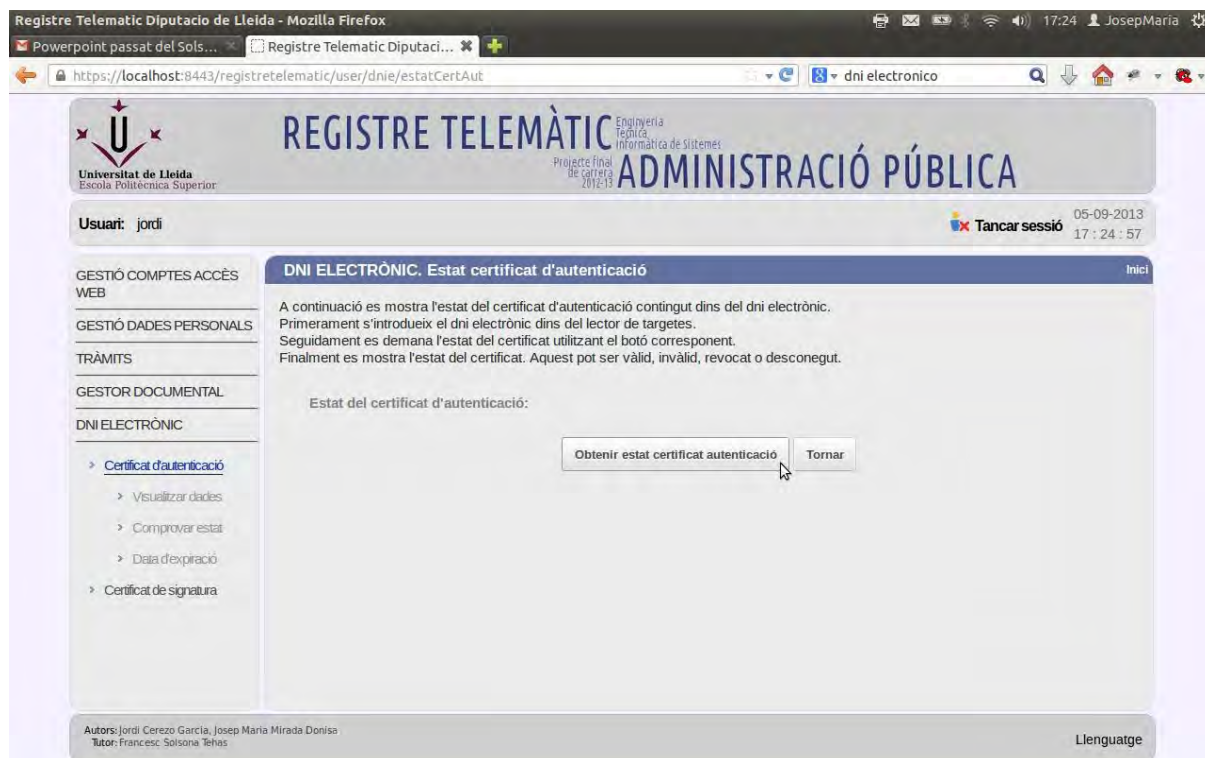 Registre Telematic Diputacio de Lleida - Mozilla Firefox
17:24 JosepMaria
Powerpoint passat del Sols...
Registre Telematic Diputaci...
https://localhost:8443/registretelematic/user/dnie/estatCertAut
dni electronico
Universitat de Lleida
Escola Politècnica Superior
REGISTRE TELEMÀTIC
Enginyeria
Tècnica
Informàtica de Sistemes
Projecte final
de carrera
2012-13
ADMINISTRACIÓ PÚBLICA
Usuari: jordi
Tancar sessió
05-09-2013
17 : 24 : 57
GESTIÓ COMPTES ACCÈS
WEB
GESTIÓ DADES PERSONALS
TRÀMITS
GESTOR DOCUMENTAL
DNI ELECTRÒNIC
Certificat d'autenticació
Visualitzar dades
Comprovar estat
Data d'expiració
Certificat de signatura
DNI ELECTRÒNIC. Estat certificat d'autenticació
Inici
A continuació es mostra l'estat del certificat d'autenticació contingut dins del dni electrònic.
Primerament s'introdueix el dni electrònic dins del lector de targetes.
Seguidament es demana l'estat del certificat utilitzant el botó corresponent.
Finalment es mostra l'estat del certificat. Aquest pot ser vàlid, invàlid, revocat o desconegut.
Estat del certificat d'autenticació:
Obtenir estat certificat autenticació
Tornar
Autors: Jordi Cerezo Garcia, Josep Maria Mirada Donisa
Tutor: Francesc Solsona Tehas
Llenguatge